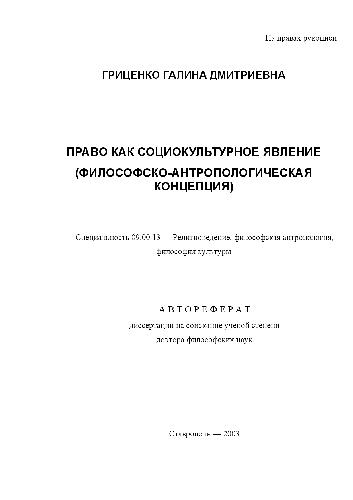 На правах рукописи
ГРИЦЕНКО ГАЛИНА ДМИТРИЕВНА
ПРАВО КАК СОЦИОКУЛЬТУРНОЕ ЯВЛЕНИЕ
(ФИЛОСОФСКО-АНТРОПОЛОГИЧЕСКАЯ
КОНЦЕПЦИЯ)
Специальность 09.00.13 — Религиоведение, философская антропология,
философия культуры
А В Т О Р Е Ф Е Р А Т
диссертации на соискание ученой степени
доктора философских наук
Ставрополь — 2003